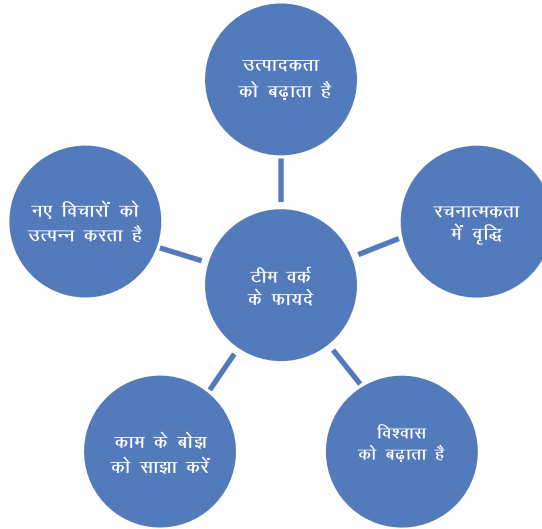 उत्पादकता
को बढ़ाता है
नए विचारों को
उत्पन्न करता है
रचनात्मकता
में वृद्धि
टीम वर्क
के फायदे
काम के बोझ
को साझा करें
विश्वास
को बढ़ाता है